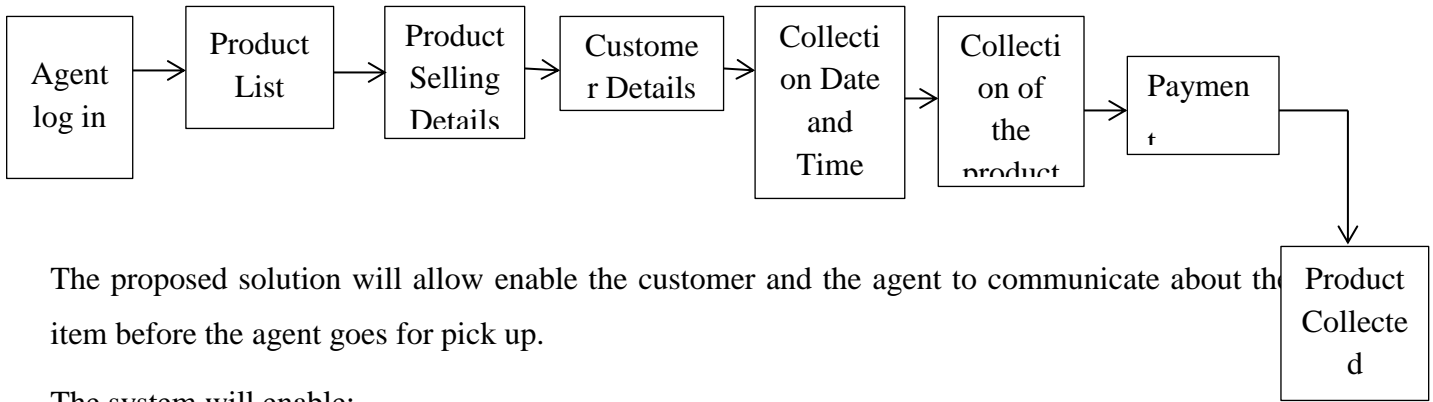 Agent
log in
Product
List
Product
Selling
Details
Custome
r Details
Collecti
on Date
and
Time
Collecti
on of
the
product
Paymen
t
Product
Collecte
d
The proposed solution will allow enable the customer and the agent to communicate about the
item before the agent goes for pick up.
The system will enable: